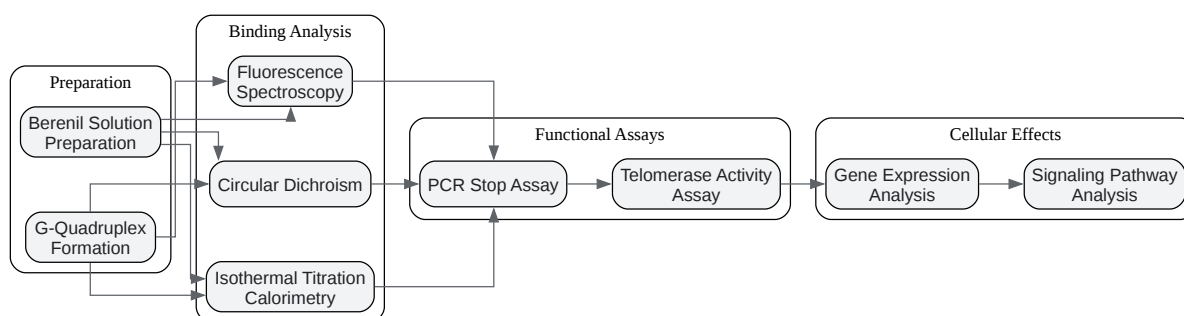 Preparation
Berenil Solution
Preparation
G-Quadruplex
Formation
Binding Analysis
Fluorescence
Spectroscopy
Circular Dichroism
Isothermal Titration
Calorimetry
Functional Assays
PCR Stop Assay
Telomerase Activity
Assay
Cellular Effects
Gene Expression
Analysis
Signaling Pathway
Analysis